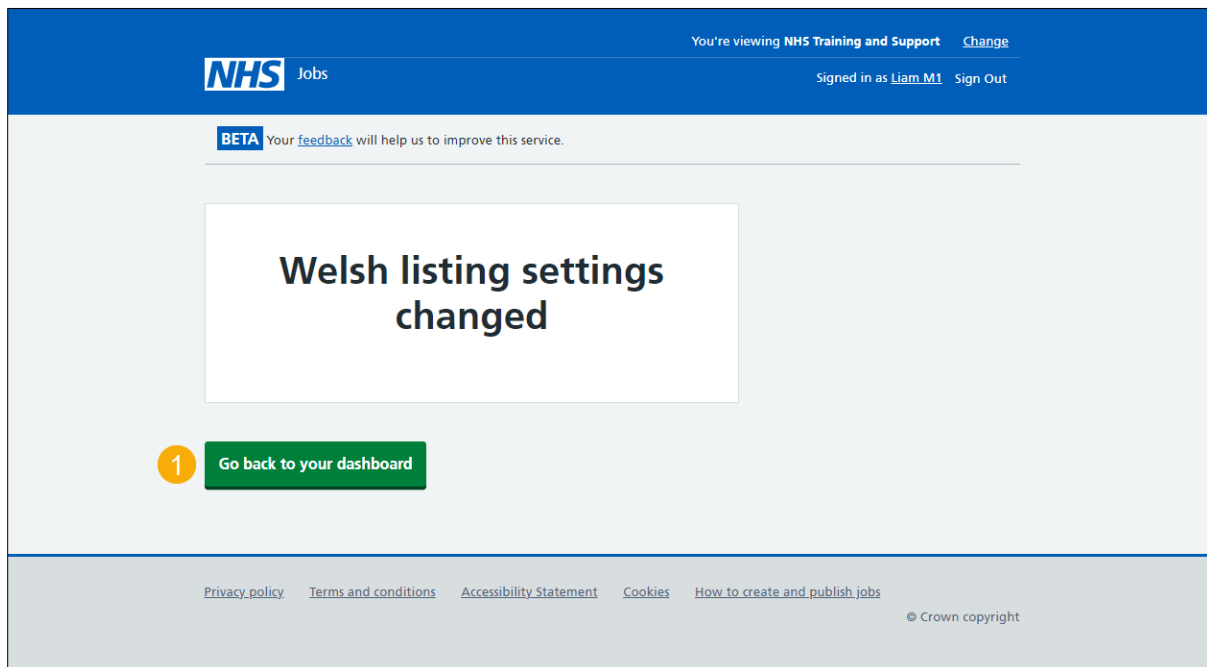 You're viewing NHS Training and Support Change
NHS Jobs
Signed in as Liam M1 Sign Out
BETA Your feedback will help us to improve this service.
Welsh listing settings
changed
1 Go back to your dashboard
Privacy policy Terms and conditions Accessibility Statement Cookies How to create and publish jobs
© Crown copyright